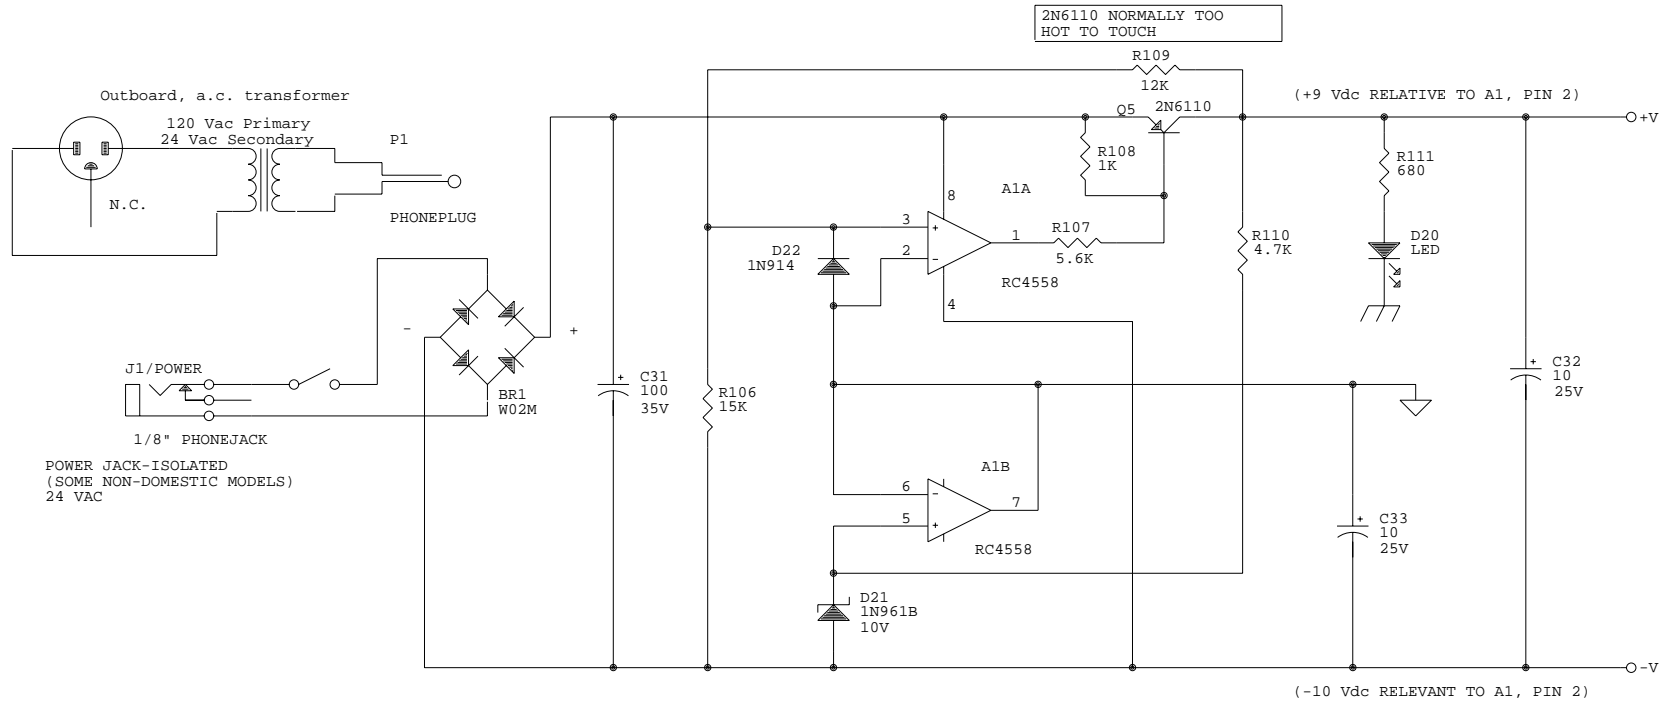 2N6110 NORMALLY TOO
HOT TO TOUCH
R109
12K
Outboard, a.c. transformer
120 Vac Primary
24 Vac Secondary
P1
N.C.
PHONEPLUG
Q5
2N6110
(+9 Vdc RELATIVE TO A1, PIN 2)
+V
R108
1K
R111
680
A1A
8
3
+
2
-
1
4
R107
5.6K
RC4558
D22
1N914
R110
4.7K
D20
LED
-
+
J1/POWER
BR1
W02M
1/8" PHONEJACK
POWER JACK-ISOLATED
(SOME NON-DOMESTIC MODELS)
24 VAC
+
C31
100
35V
R106
15K
+
C32
10
25V
A1B
6
-
5
+
7
RC4558
+
C33
10
25V
D21
1N961B
10V
-V
(-10 Vdc RELEVANT TO A1, PIN 2)